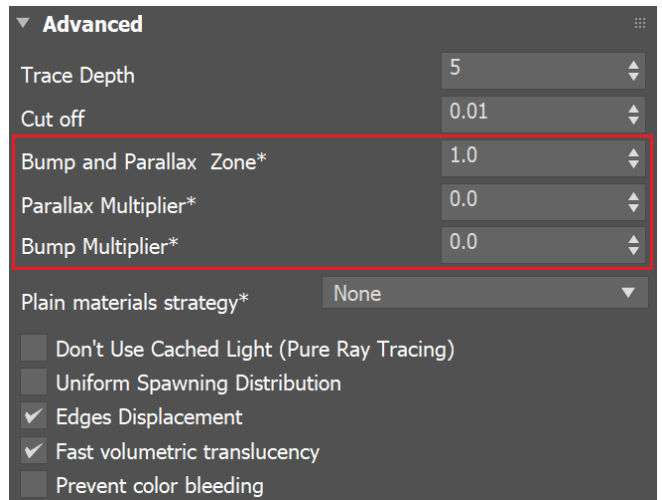 Advanced
Trace Depth 5
Cut off 0.01
Bump and Parallax Zone* 1.0
Parallax Multiplier* 0.0
Bump Multiplier* 0.0
Plain materials strategy* None
Don't Use Cached Light (Pure Ray Tracing)
Uniform Spawning Distribution
Edges Displacement
Fast volumetric translucency
Prevent color bleeding